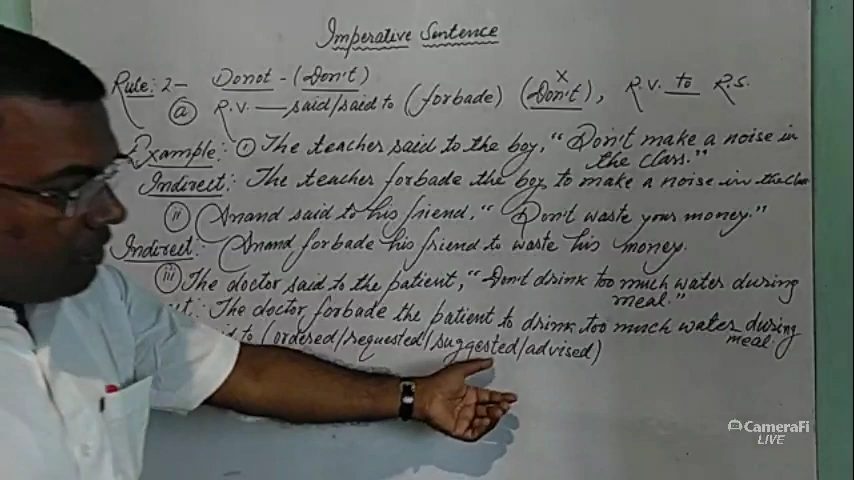 Imperative Sentence
Rule: 2- Donot - (Don't)
ⓐ R.V. — said/said to (forbade) (Don't) X, R.V. to R.S.
Example: ⓘ The teacher said to the boy, "Don't make a noise in
the class."
Indirect: The teacher forbade the boy to make a noise in the class
ⓘⓘ Anand said to his friend, "Don't waste your money."
Indirect: Anand forbade his friend to waste his money.
ⓘⓘⓘ The doctor said to the patient, "Don't drink too much water during
meal."
The doctor forbade the patient to drink too much water during
meal.
to (ordered/requested/suggested/advised)
CameraFi
LIVE